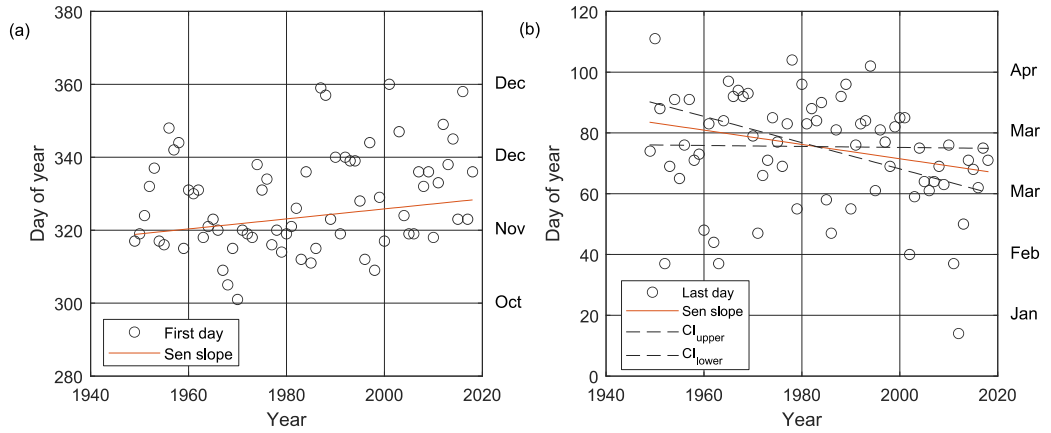 (a)
380
360
340
320
300
280
Day of year
Dec
Dec
Nov
Oct
First day
Sen slope
1940 1960 1980 2000 2020
Year
(b)
120
100
80
60
40
20
0
Day of year
Apr
Mar
Mar
Feb
Jan
Last day
Sen slope
CI_upper
CI_lower
1940 1960 1980 2000 2020
Year